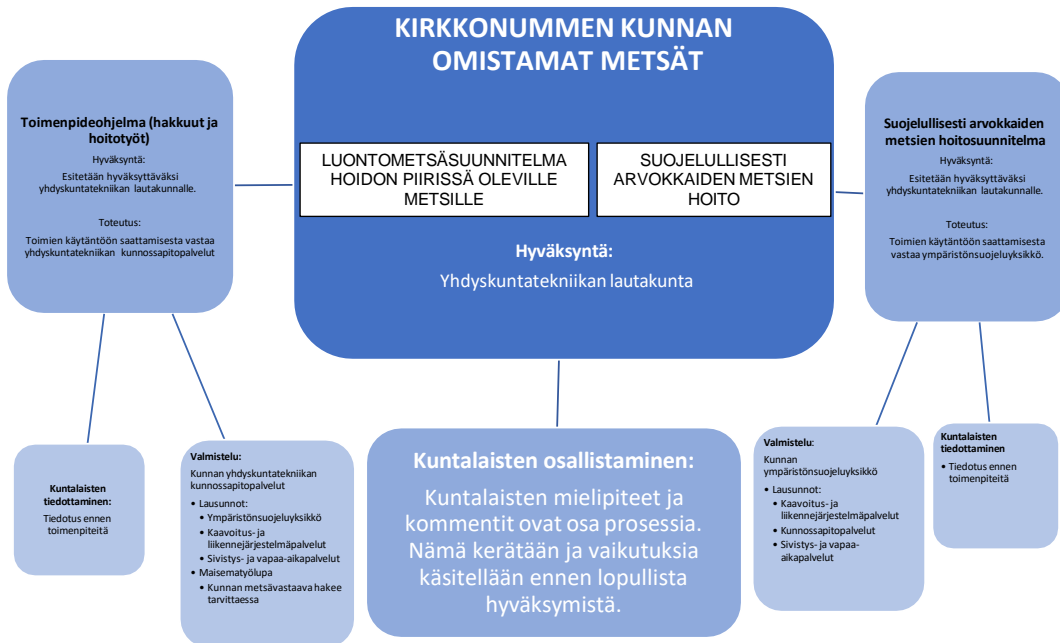 KIRKKONUMMEN KUNNAN
OMISTAMAT METSÄT
LUONTOMETSÄSUUNNITELMA
HOIDON PIIRISSÄ OLEVILLE
METSILLE
SUOJELULLISESTI
ARVOKKAIDEN METSIEN
HOITO
Hyväksyntä:
Yhdyskuntatekniikan lautakunta
Toimenpideohjelma (hakkuut ja
hoitotyöt)
Hyväksyntä:
Esitetään hyväksyttäväksi
yhdyskuntatekniikan lautakunnalle.
Toteutus:
Toimien käytäntöön saattamisesta vastaa
yhdyskuntatekniikan kunnossapitopalvelut
Suojelullisesti arvokkaiden
metsien hoitosuunnitelma
Hyväksyntä:
Esitetään hyväksyttäväksi
yhdyskuntatekniikan lautakunnalle.
Toteutus:
Toimien käytäntöön saattamisesta
vastaa ympäristönsuojeluyksikkö.
Kuntalaisten
tiedottaminen:
Tiedotus ennen
toimenpiteitä
Valmistelu:
Kunnan yhdyskuntatekniikan
kunnossapitopalvelut
• Lausunnot:
• Ympäristönsuojeluyksikkö
• Kaavoitus- ja
liikennejärjestelmäpalvelut
• Sivistys- ja vapaa-aikapalvelut
• Maisematyölupa
• Kunnan metsävastaava hakee
tarvittaessa
Kuntalaisten osallistaminen:
Kuntalaisten mielipiteet ja
kommentit ovat osa prosessia.
Nämä kerätään ja vaikutuksia
käsitellään ennen lopullista
hyväksymistä.
Valmistelu:
Kunnan
ympäristönsuojeluyksikkö
• Lausunnot:
• Kaavoitus- ja
liikennejärjestelmäpalvelut
• Kunnossapitopalvelut
• Sivistys- ja vapaa-
aikapalvelut
Kuntalaisten
tiedottaminen
• Tiedotus ennen
toimenpiteitä